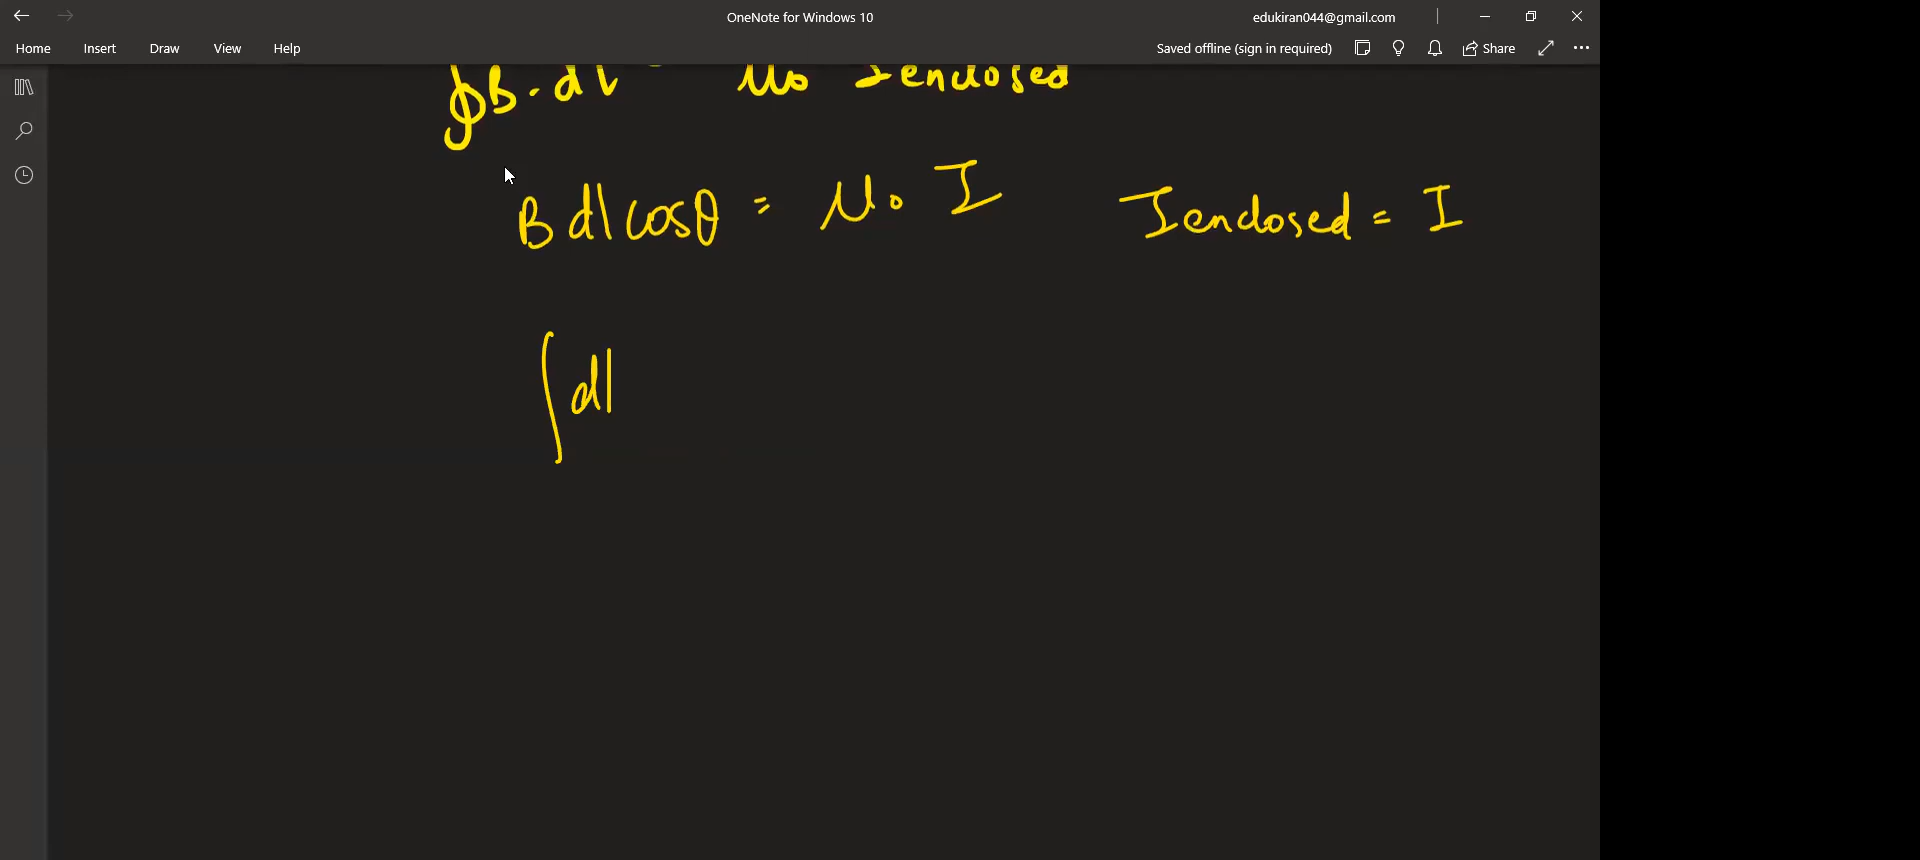 OneNote for Windows 10
edukiran044@gmail.com
Home Insert Draw View Help
Saved offline (sign in required) Share
∮B·dl = μ₀ Ienclosed
B dl cosθ = μ₀ I Ienclosed = I
∫dl